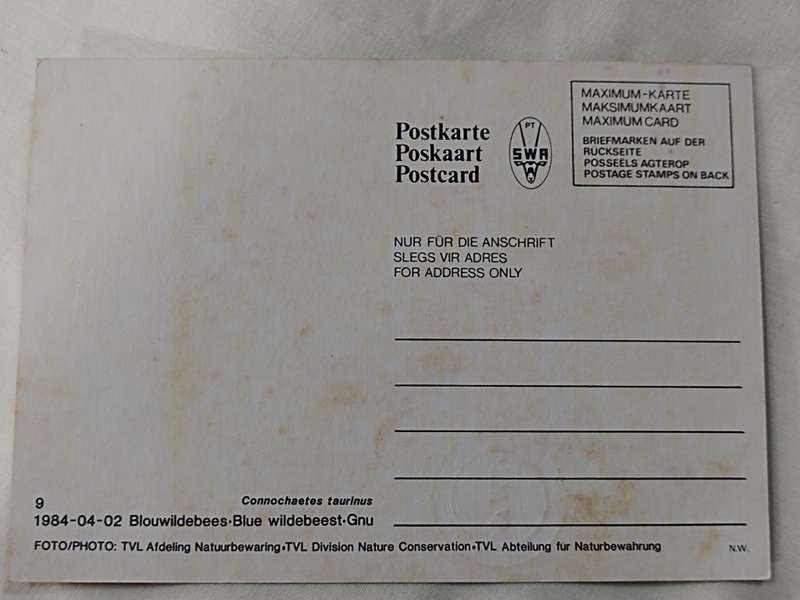 MAXIMUM-KARTE
MAKSIMUMKAART
MAXIMUM CARD
BRIEFMARKEN AUF DER
RÜCKSEITE
POSSEËLS AGTEROP
POSTAGE STAMPS ON BACK
Postkarte
Poskaart
Postcard
PT
SWA
NUR FÜR DIE ANSCHRIFT
SLEGS VIR ADRES
FOR ADDRESS ONLY
9
Connochaetes taurinus
1984-04-02 Blouwildebees•Blue wildebeest•Gnu
FOTO/PHOTO: TVL Afdeling Natuurbewaring•TVL Division Nature Conservation•TVL Abteilung für Naturbewahrung
N.W.